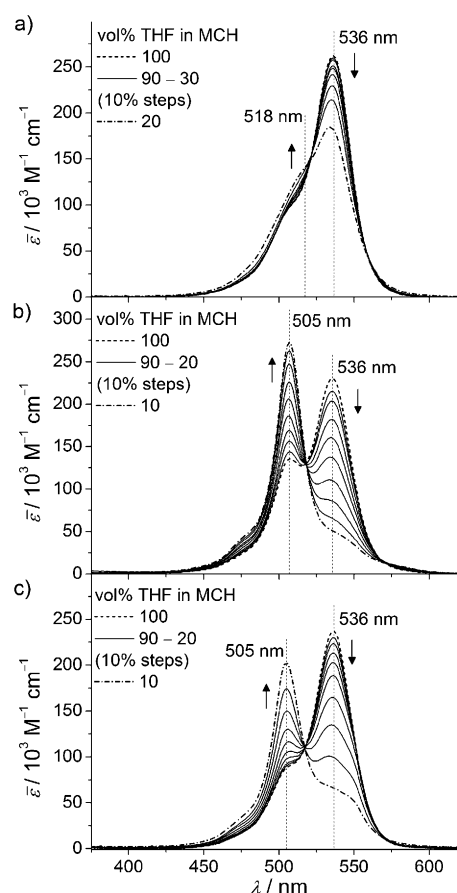 a)
vol% THF in MCH
100
90 – 30
(10% steps)
20
518 nm
536 nm
250
200
150
100
50
0
ε̄ / 10³ M⁻¹ cm⁻¹
b)
vol% THF in MCH
100
90 – 20
(10% steps)
10
505 nm
536 nm
300
250
200
150
100
50
0
ε̄ / 10³ M⁻¹ cm⁻¹
c)
vol% THF in MCH
100
90 – 20
(10% steps)
10
505 nm
536 nm
250
200
150
100
50
0
ε̄ / 10³ M⁻¹ cm⁻¹
400 450 500 550 600
λ / nm